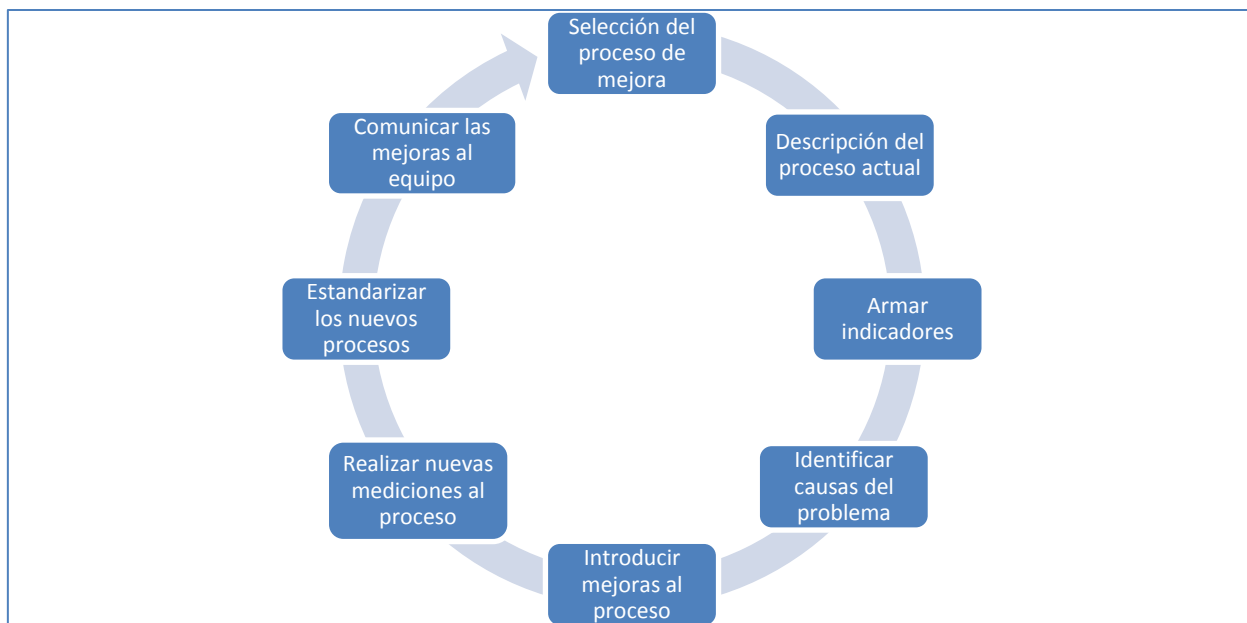 Selección del
proceso de
mejora
Descripción del
proceso actual
Armar
indicadores
Identificar
causas del
problema
Introducir
mejoras al
proceso
Realizar nuevas
mediciones al
proceso
Estandarizar
los nuevos
procesos
Comunicar las
mejoras al
equipo